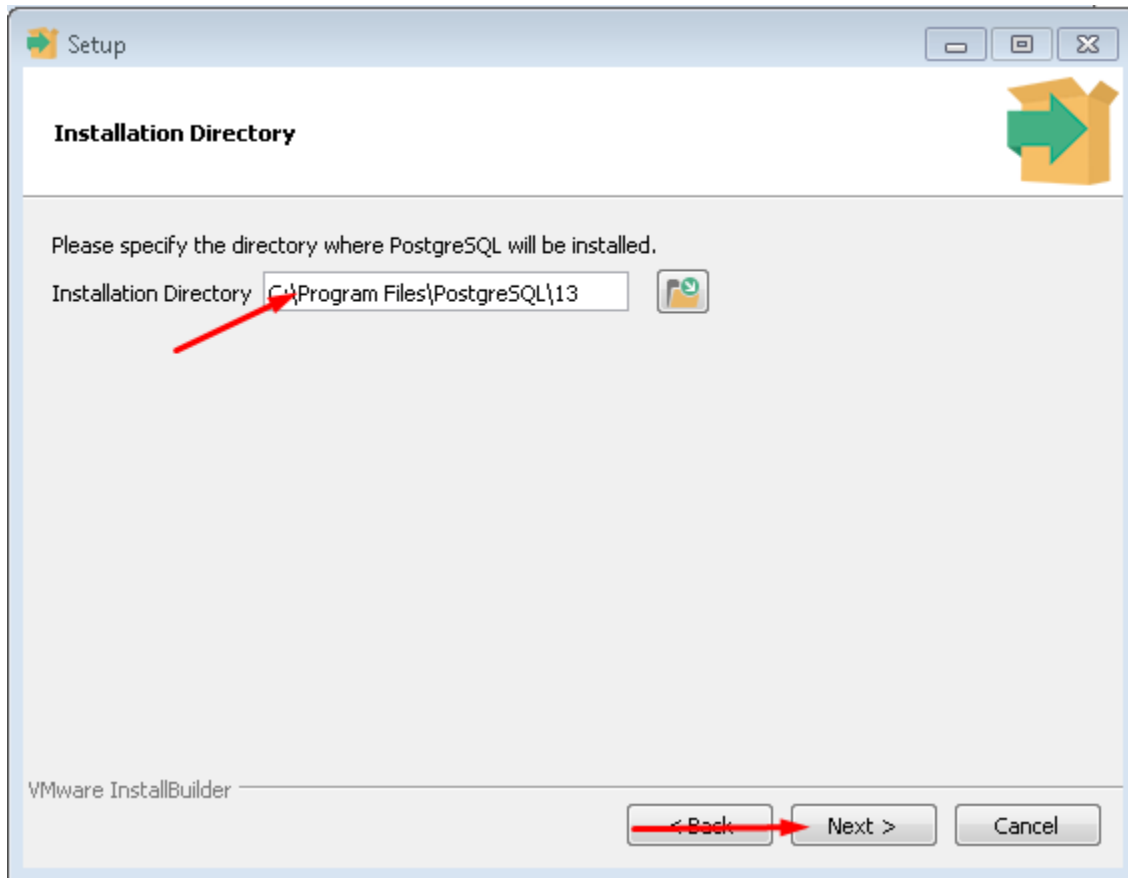 Setup
Installation Directory
Please specify the directory where PostgreSQL will be installed.
Installation Directory C:\Program Files\PostgreSQL\13
VMware InstallBuilder
< Back Next > Cancel